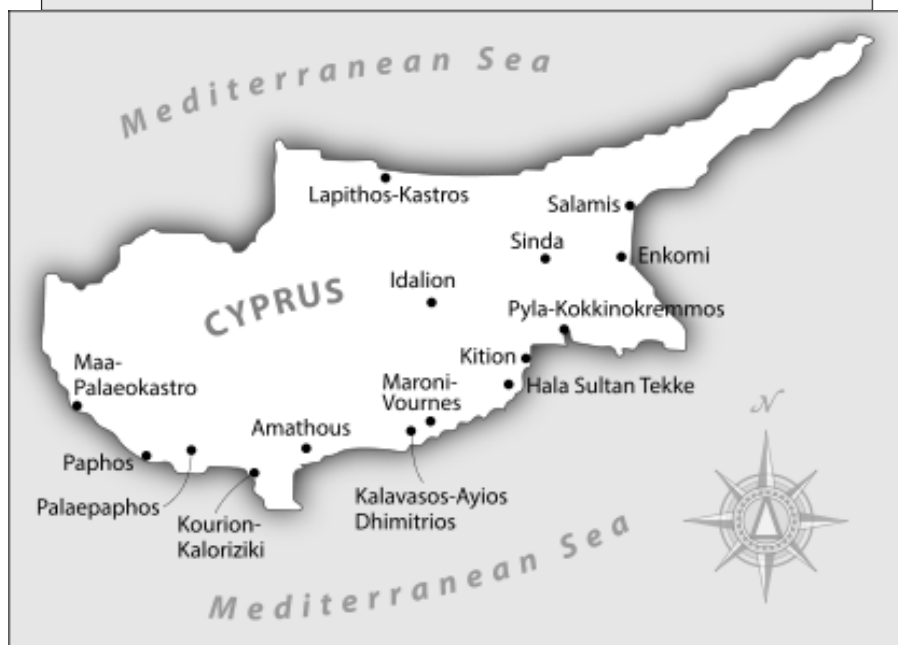 Mediterranean Sea
Lapithos-Kastros
Salamis
Sinda
Enkomi
Idalion
CYPRUS
Pyla-Kokkinokremmos
Kition
Maa-
Palaeokastro
Maroni-
Vournes
Hala Sultan Tekke
Amathous
Paphos
Palaepaphos
Kourion-
Kaloriziki
Kalavasos-Ayios
Dhimitrios
Mediterranean Sea
N